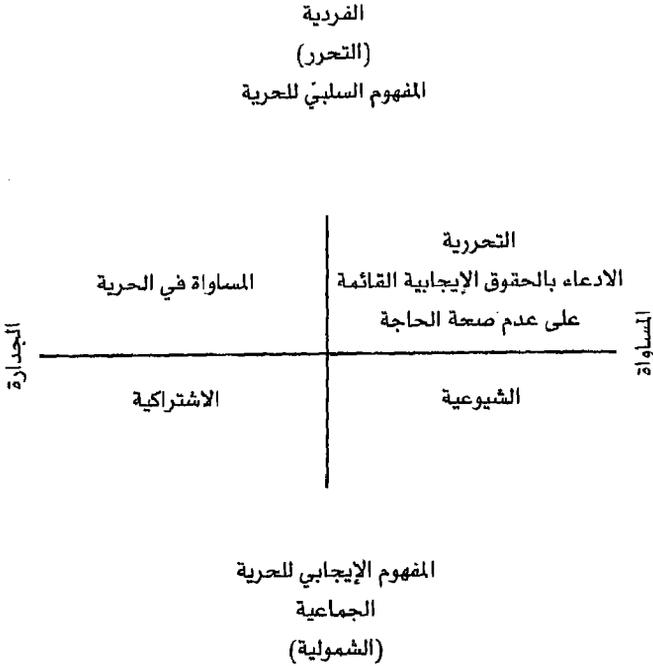 الفردية
(التحرر)
المفهوم السلبيّ للحرية
التحررية
الادعاء بالحقوق الإيجابية القائمة
على عدم صحة الحاجة
المساواة في الحرية
المساواة
الجدارة
الشيوعية
الاشتراكية
المفهوم الإيجابي للحرية
الجماعية
(الشمولية)